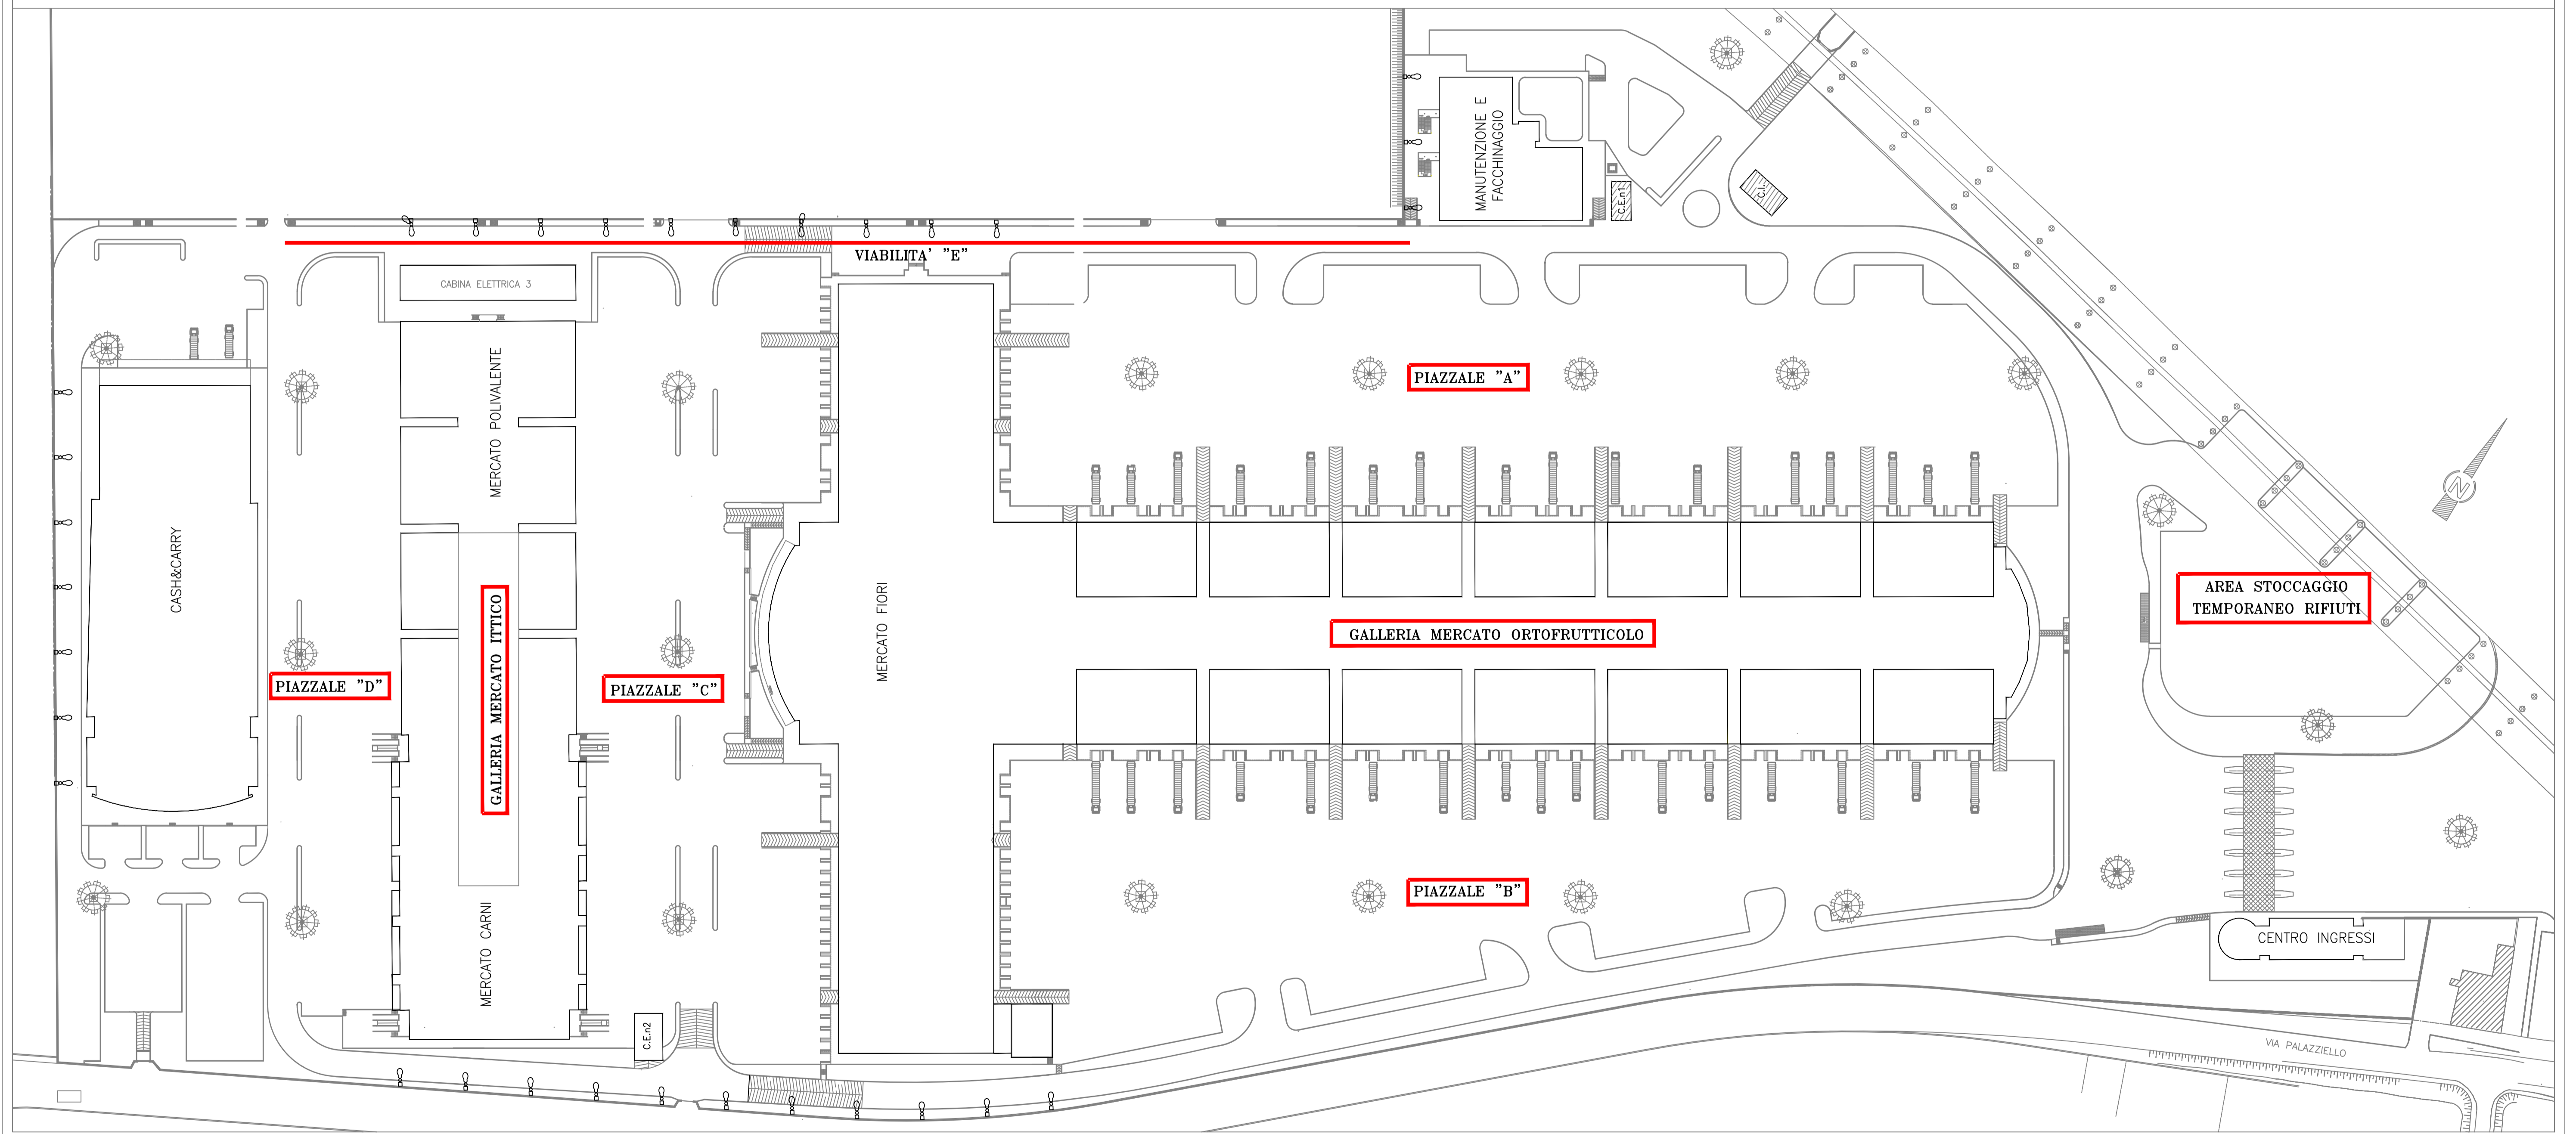 MANUTENZIONE E
FACCHINAGGIO
C.E.n1
C.I.
VIABILITA' "E"
CABINA ELETTRICA 3
MERCATO POLIVALENTE
PIAZZALE "A"
CASH&CARRY
GALLERIA MERCATO ITTICO
MERCATO FIORI
GALLERIA MERCATO ORTOFRUTTICOLO
AREA STOCCAGGIO
TEMPORANEO RIFIUTI
N
PIAZZALE "D"
PIAZZALE "C"
PIAZZALE "B"
MERCATO CARNI
CENTRO INGRESSI
C.E.n2
VIA PALAZZIELLO